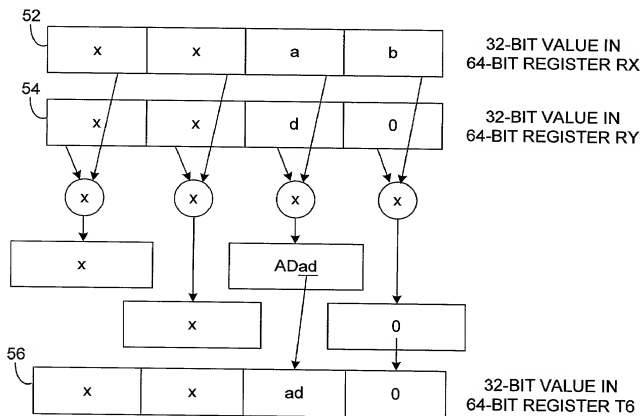 52
x x a b
32-BIT VALUE IN
64-BIT REGISTER RX
54
x x d 0
32-BIT VALUE IN
64-BIT REGISTER RY
x x x x
x ADad
x 0
56
x x ad 0
32-BIT VALUE IN
64-BIT REGISTER T6